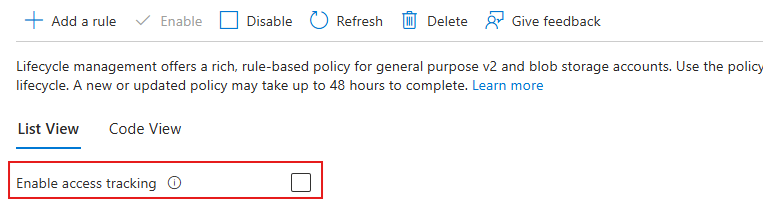 Add a rule Enable Disable Refresh Delete Give feedback
Lifecycle management offers a rich, rule-based policy for general purpose v2 and blob storage accounts. Use the policy
lifecycle. A new or updated policy may take up to 48 hours to complete. Learn more
List View Code View
Enable access tracking